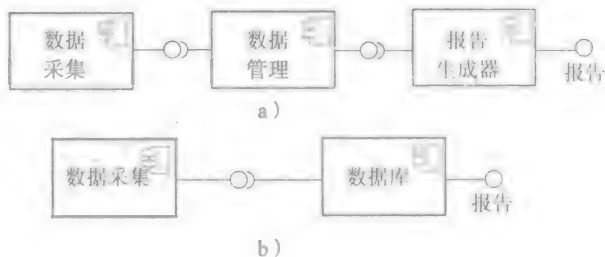 数据
采集
数据
管理
报告
生成器
报告
a）
数据采集
数据库
报告
b）